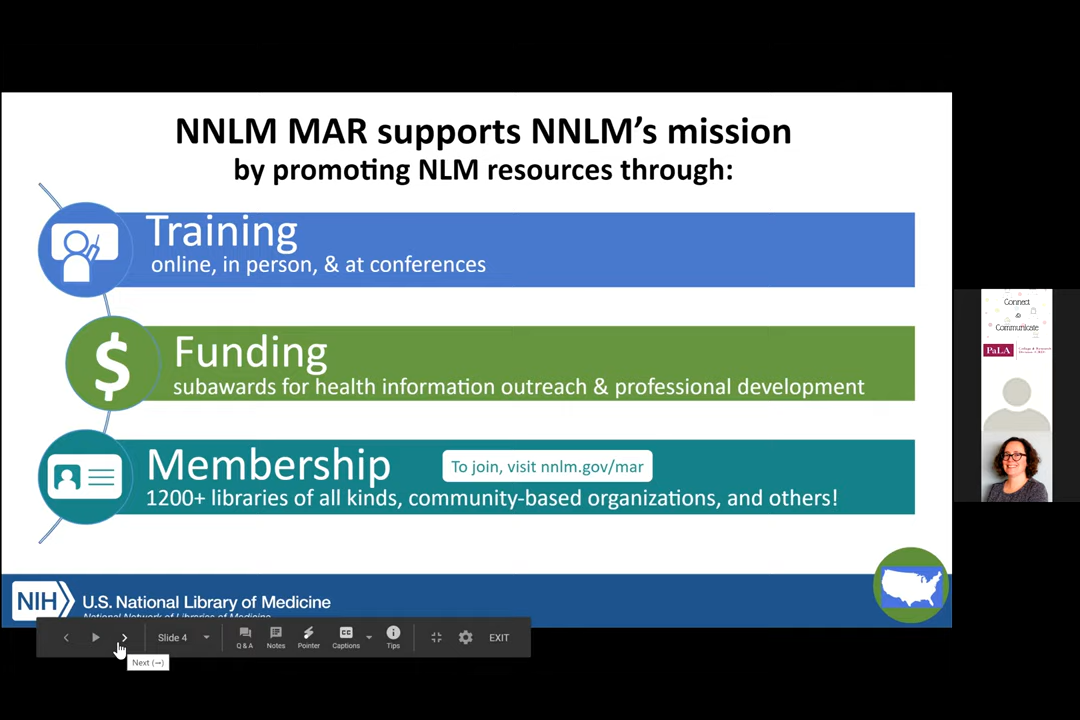 NNLM MAR supports NNLM's mission
by promoting NLM resources through:
Training
online, in person, & at conferences
$
Funding
subawards for health information outreach & professional development
Membership
To join, visit nnlm.gov/mar
1200+ libraries of all kinds, community-based organizations, and others!
NIH
U.S. National Library of Medicine
National Network of Libraries of Medicine
Slide 4
Q & A
Notes
Pointer
CC
Captions
Tips
EXIT
Next (→)
Connect
Communicate
PaLA